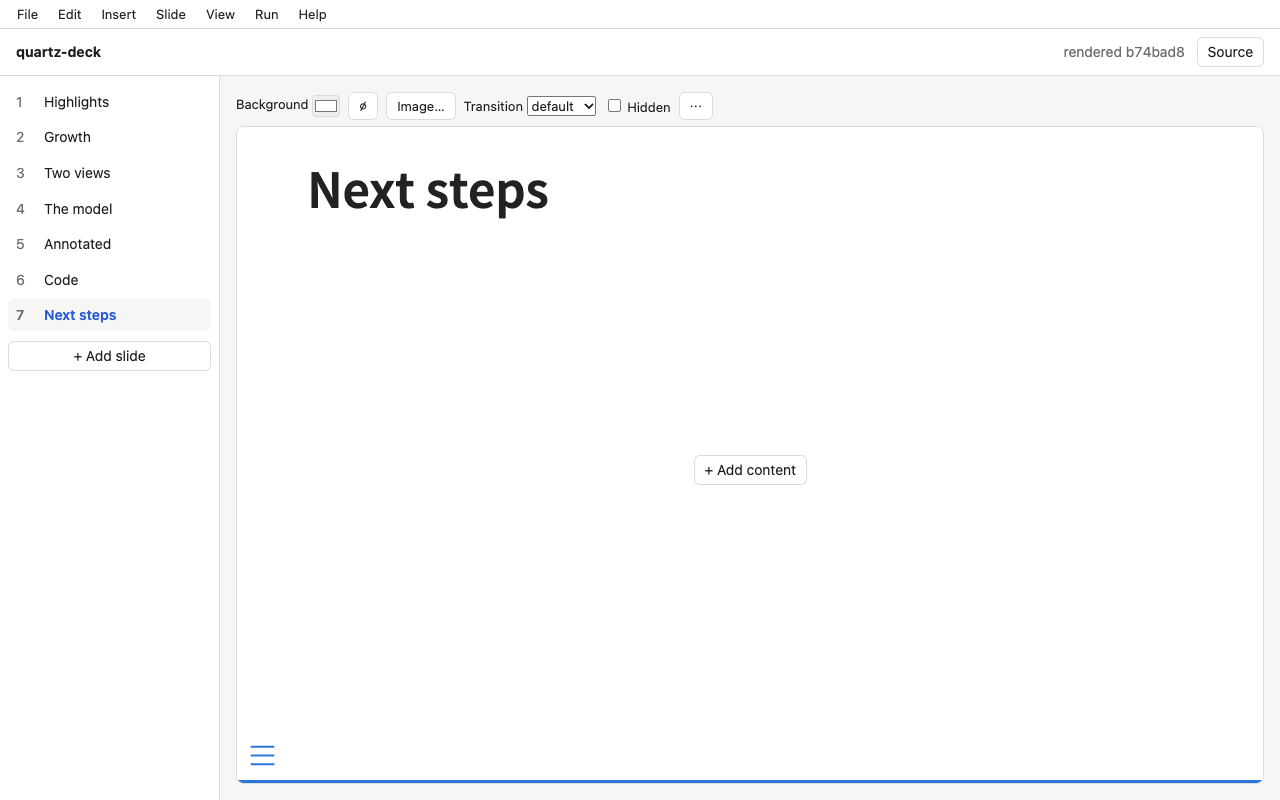 File Edit Insert Slide View Run Help
quartz-deck
rendered b74bad8 Source
1 Highlights
2 Growth
3 Two views
4 The model
5 Annotated
6 Code
7 Next steps
+ Add slide
Background ∅ Image... Transition default Hidden ...
Next steps
+ Add content